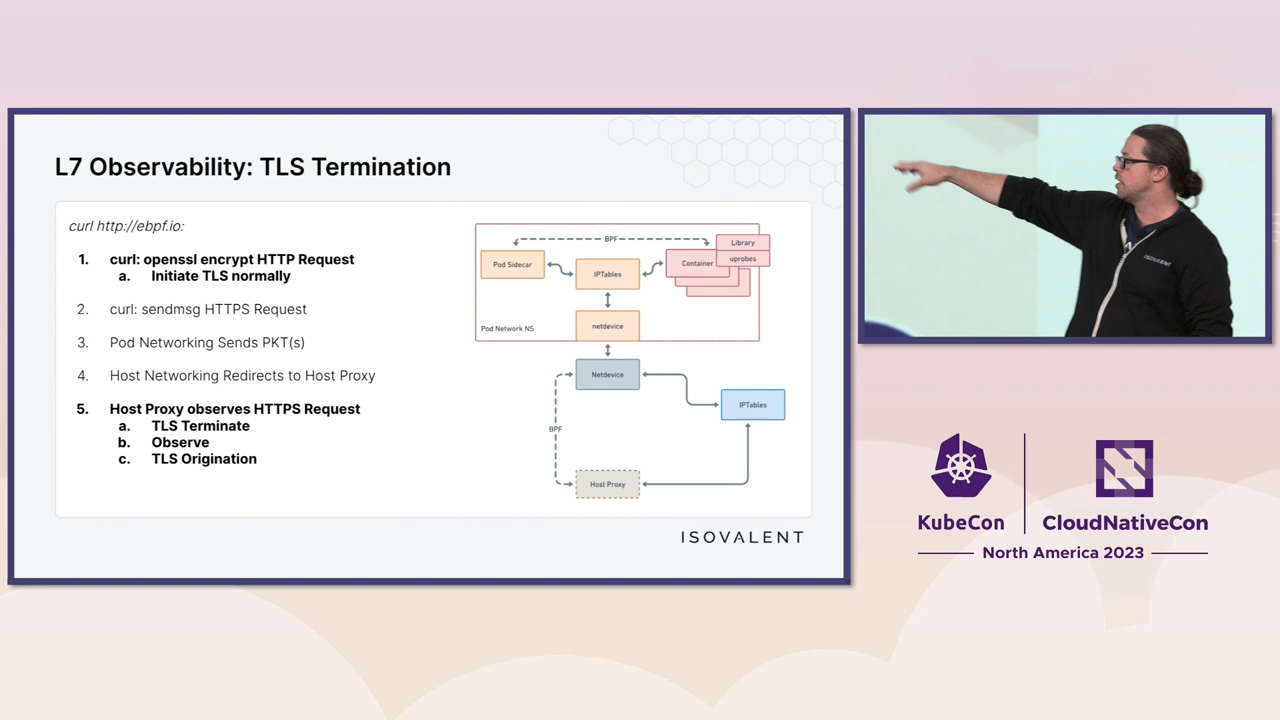 L7 Observability: TLS Termination
curl http://ebpf.io:
1. curl: openssl encrypt HTTP Request
a. Initiate TLS normally
2. curl: sendmsg HTTPS Request
3. Pod Networking Sends PKT(s)
4. Host Networking Redirects to Host Proxy
5. Host Proxy observes HTTPS Request
a. TLS Terminate
b. Observe
c. TLS Origination
BPF
Library
uprobes
Pod Sidecar
IPTables
Container
Pod Network NS
netdevice
Netdevice
IPTables
BPF
Host Proxy
ISOVALENT
ISOVALENT
KubeCon
CloudNativeCon
North America 2023